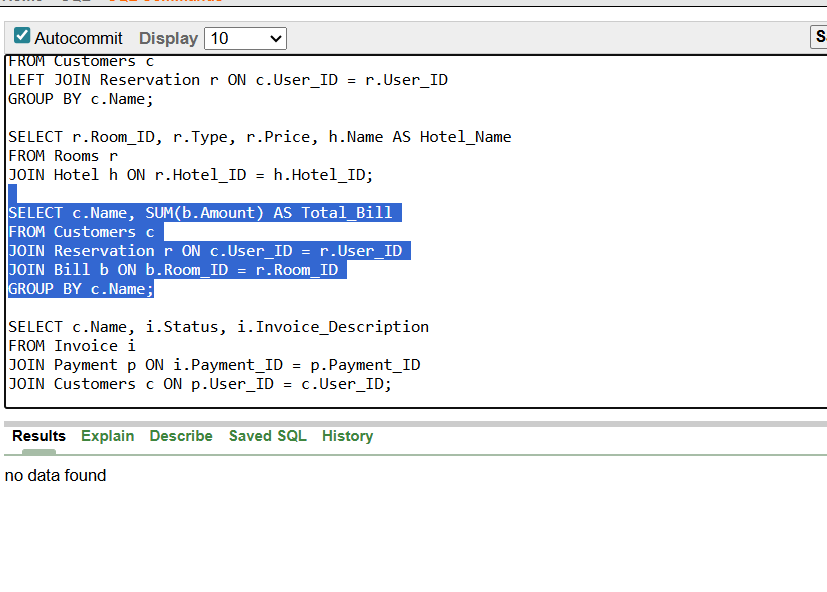 Autocommit Display 10
FROM Customers c
LEFT JOIN Reservation r ON c.User_ID = r.User_ID
GROUP BY c.Name;
SELECT r.Room_ID, r.Type, r.Price, h.Name AS Hotel_Name
FROM Rooms r
JOIN Hotel h ON r.Hotel_ID = h.Hotel_ID;
SELECT c.Name, SUM(b.Amount) AS Total_Bill
FROM Customers c
JOIN Reservation r ON c.User_ID = r.User_ID
JOIN Bill b ON b.Room_ID = r.Room_ID
GROUP BY c.Name;
SELECT c.Name, i.Status, i.Invoice_Description
FROM Invoice i
JOIN Payment p ON i.Payment_ID = p.Payment_ID
JOIN Customers c ON p.User_ID = c.User_ID;
Results Explain Describe Saved SQL History
no data found